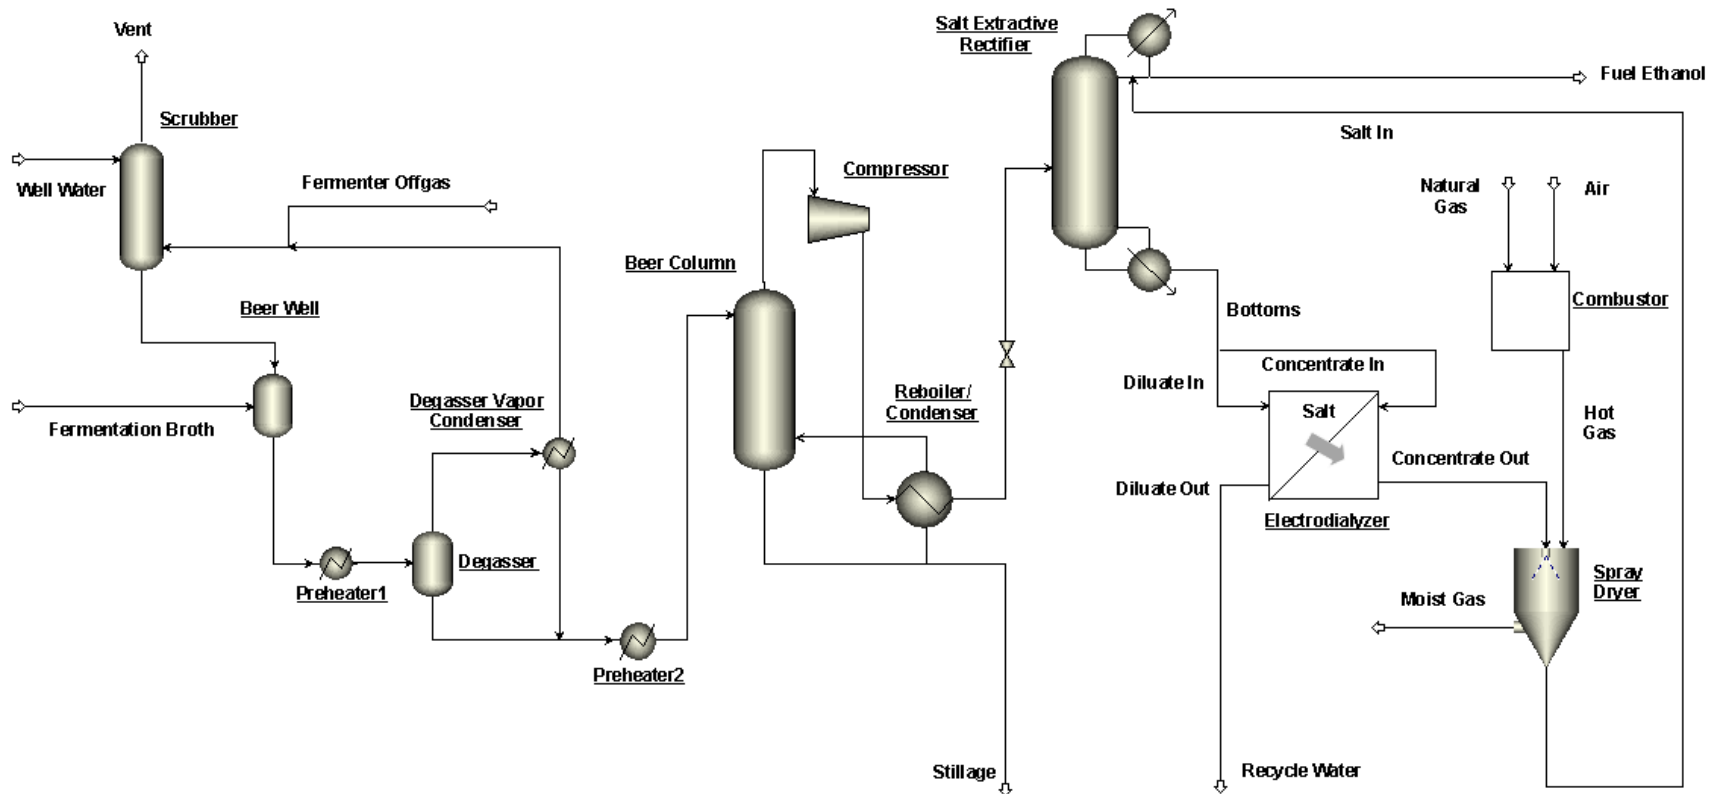 Vent
Salt Extractive
Rectifier
Fuel Ethanol
Scrubber
Salt In
Well Water
Fermenter Offgas
Compressor
Natural
Gas
Air
Beer Column
Beer Well
Combustor
Bottoms
Concentrate In
Diluate In
Reboiler/
Condenser
Degasser Vapor
Condenser
Salt
Hot
Gas
Fermentation Broth
Concentrate Out
Diluate Out
Electrodialyzer
Degasser
Preheater1
Spray
Dryer
Moist Gas
Preheater2
Stillage
Recycle Water